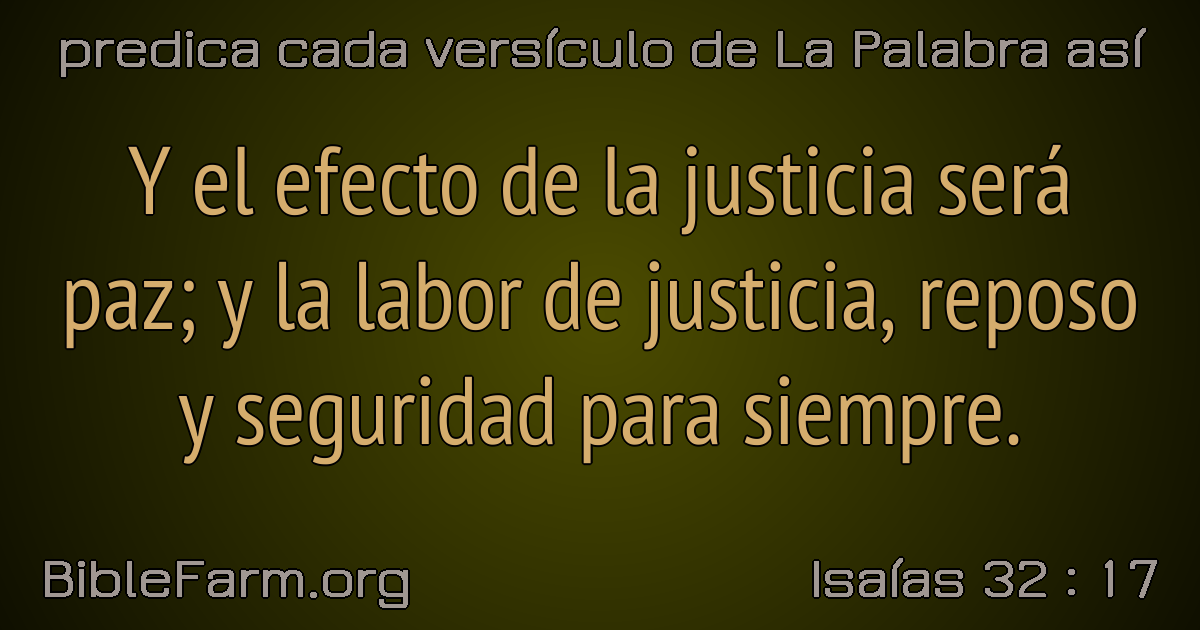 predica cada versículo de La Palabra así
Y el efecto de la justicia será
paz; y la labor de justicia, reposo
y seguridad para siempre.
BibleFarm.org
Isaías 32 : 17